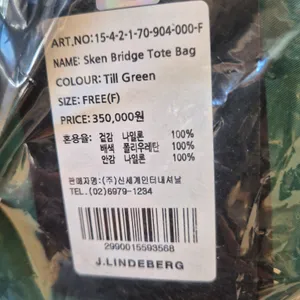 ART.NO:15-4-2-1-70-904-000-F
NAME: Sken Bridge Tote Bag
COLOUR: Till Green
SIZE: FREE(F)
PRICE: 350,000원
혼용율: 겉감 나일론 100%
배색 폴리우레탄 100%
안감 나일론 100%
판매자명:(주)신세계인터내셔날
TEL.(02)6979-1234
2990015593568
J.LINDEBERG